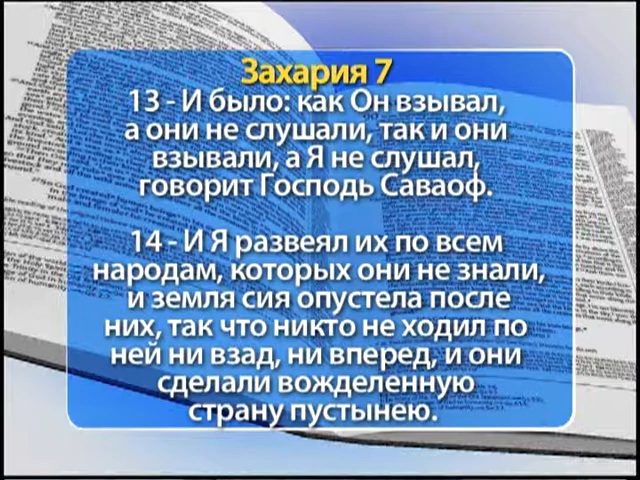 Захария 7
13 - И было: как Он взывал,
а они не слушали, так и они
взывали, а Я не слушал,
говорит Господь Саваоф.
14 - И Я развеял их по всем
народам, которых они не знали,
и земля сия опустела после
них, так что никто не ходил по
ней ни взад, ни вперед, и они
сделали вожделенную
страну пустынею.